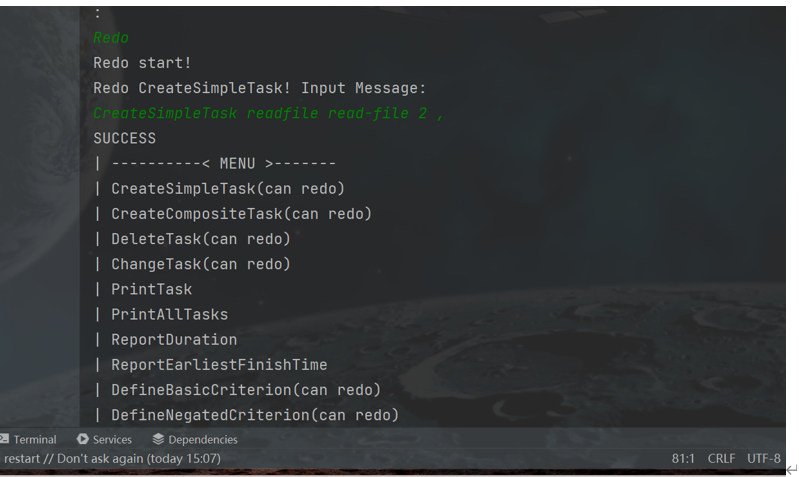 :
Redo
Redo start!
Redo CreateSimpleTask! Input Message:
CreateSimpleTask readfile read-file 2 ,
SUCCESS
| ----------< MENU >-------
| CreateSimpleTask(can redo)
| CreateCompositeTask(can redo)
| DeleteTask(can redo)
| ChangeTask(can redo)
| PrintTask
| PrintAllTasks
| ReportDuration
| ReportEarliestFinishTime
| DefineBasicCriterion(can redo)
| DefineNegatedCriterion(can redo)
Terminal Services Dependencies
restart // Don't ask again (today 15:07) 81:1 CRLF UTF-8